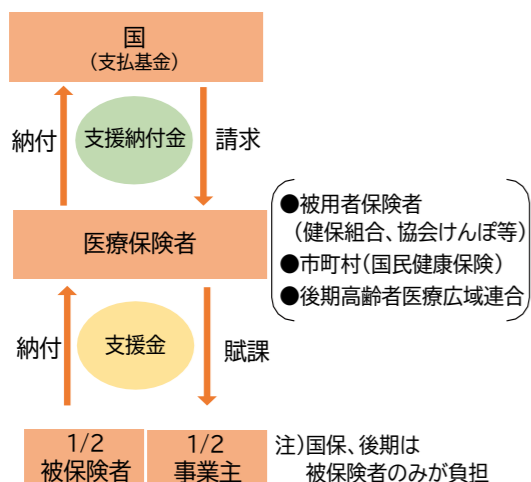 国
（支払基金）
納付
支援納付金
請求
医療保険者
●被用者保険者
（健保組合、協会けんぽ等）
●市町村（国民健康保険）
●後期高齢者医療広域連合
納付
支援金
賦課
1/2
被保険者
1/2
事業主
注）国保、後期は
被保険者のみが負担